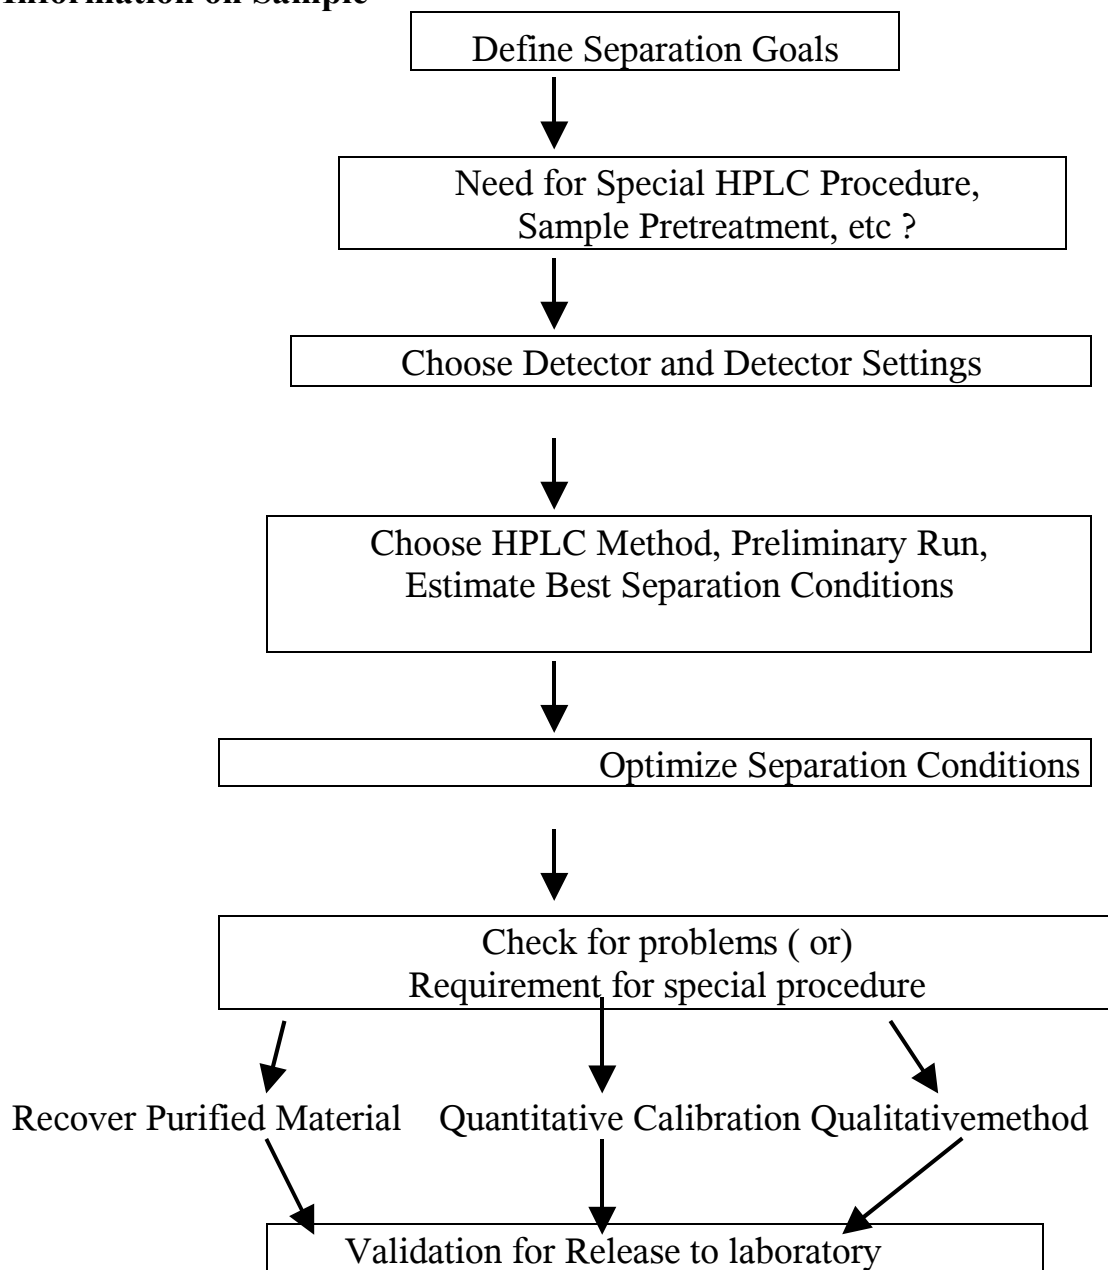 Information on Sample
Define Separation Goals
Need for Special HPLC Procedure,
Sample Pretreatment, etc ?
Choose Detector and Detector Settings
Choose HPLC Method, Preliminary Run,
Estimate Best Separation Conditions
Optimize Separation Conditions
Check for problems ( or)
Requirement for special procedure
Recover Purified Material Quantitative Calibration Qualitativemethod
Validation for Release to laboratory